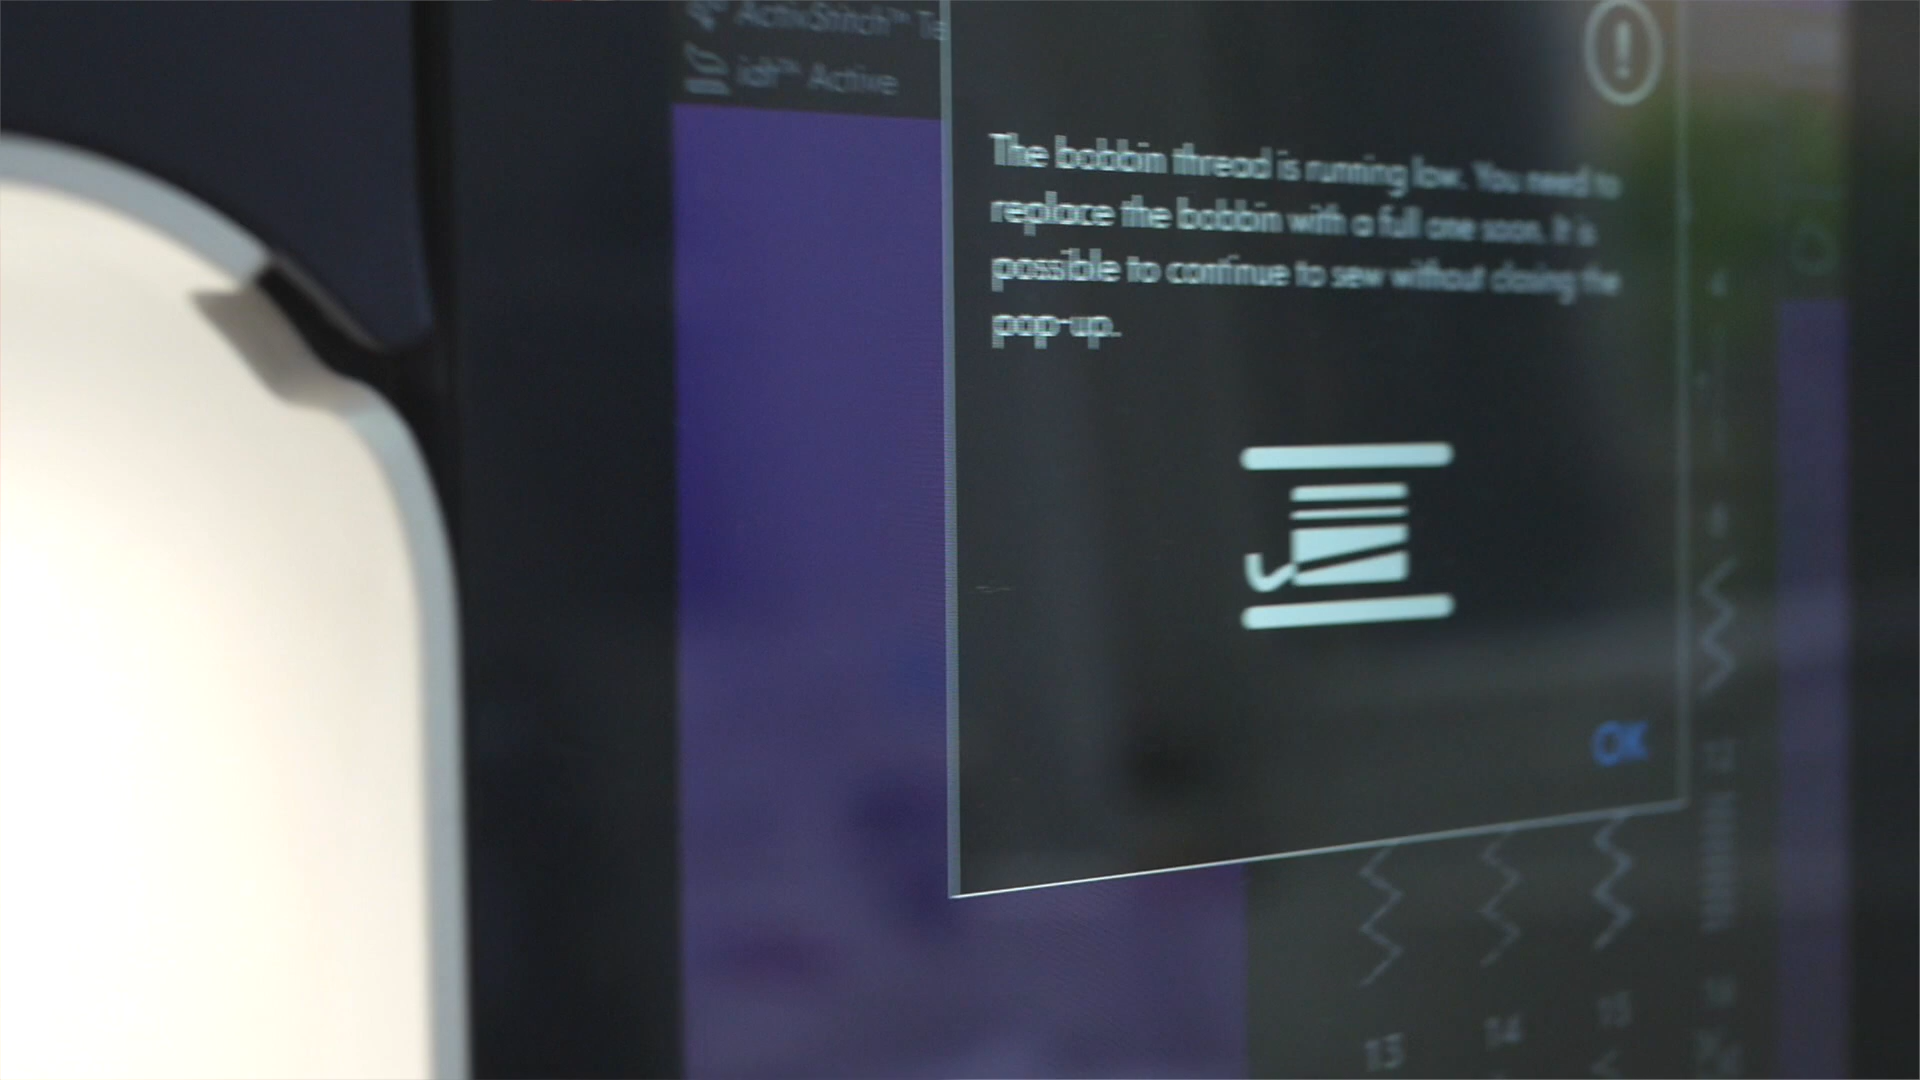 ActivStitch™ Te
idt™ Active
The bobbin thread is running low. You need to
replace the bobbin with a full one soon. It is
possible to continue to sew without closing the
pop-up.
OK
13 14 15